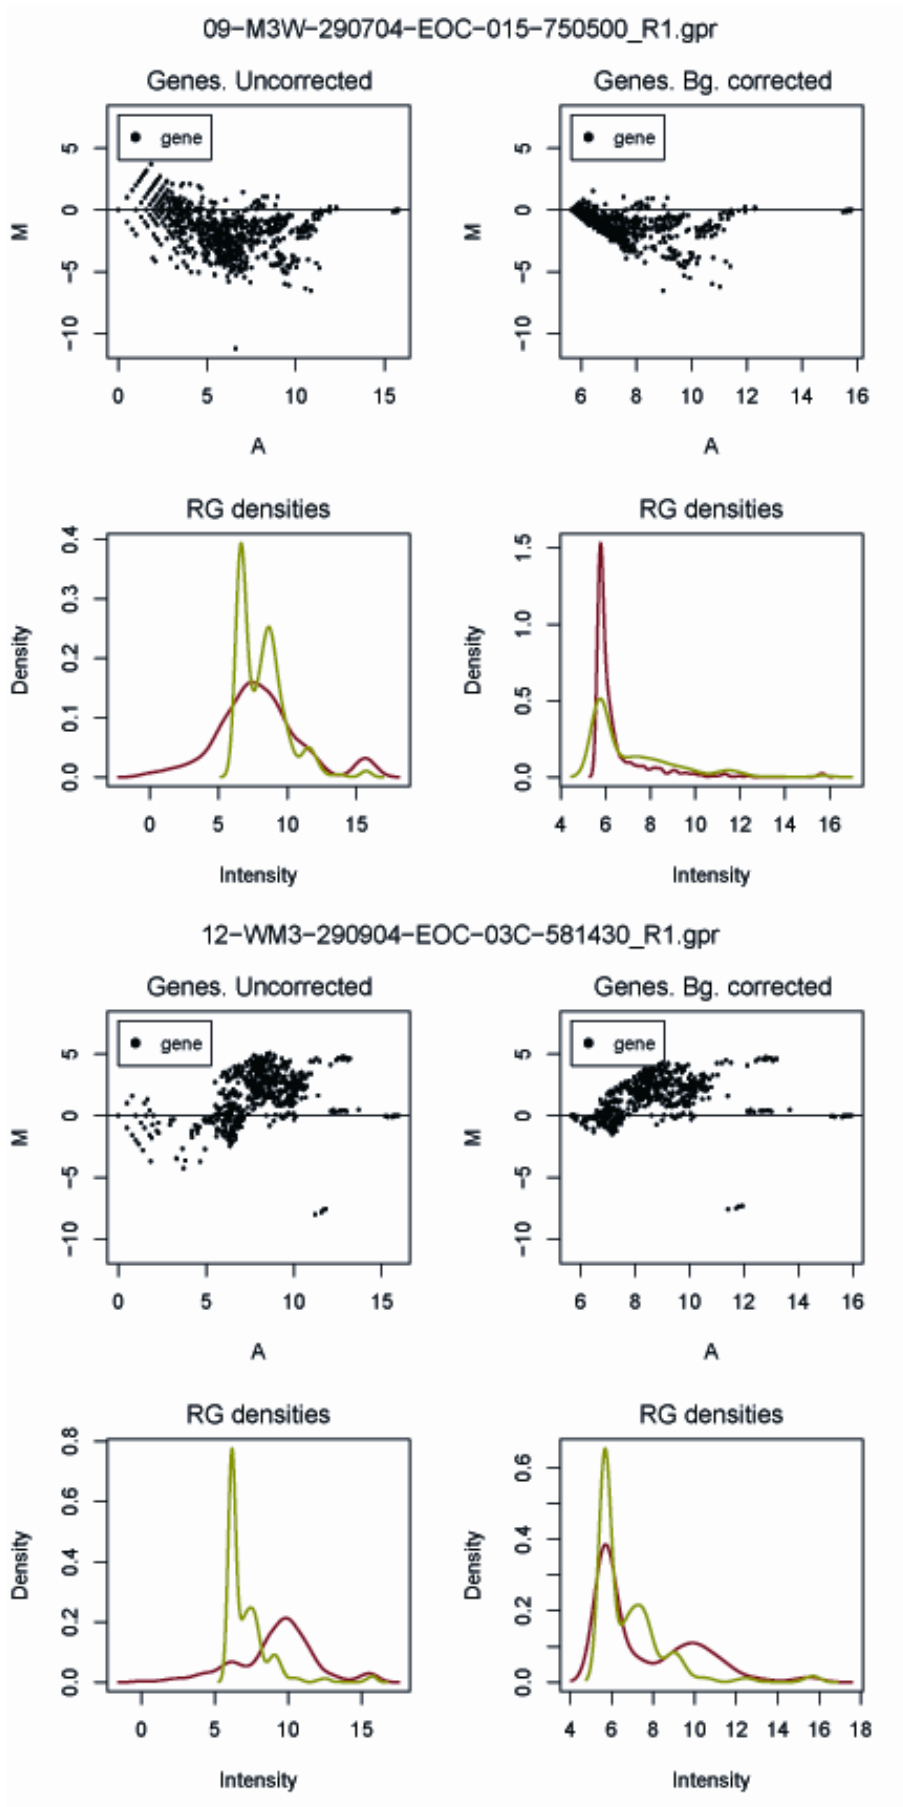 09-M3W-290704-EOC-015-750500_R1.gpr
Genes. Uncorrected
Genes. Bg. corrected
gene
gene
M
5
0
-5
-10
M
5
0
-5
-10
0 5 10 15
6 8 10 12 14 16
A
A
RG densities
RG densities
Density
0.4
0.3
0.2
0.1
0.0
Density
1.5
1.0
0.5
0.0
0 5 10 15
4 6 8 10 12 14 16
Intensity
Intensity
12-WM3-290904-EOC-03C-581430_R1.gpr
Genes. Uncorrected
Genes. Bg. corrected
gene
gene
M
5
0
-5
-10
M
5
0
-5
-10
0 5 10 15
6 8 10 12 14 16
A
A
RG densities
RG densities
Density
0.8
0.6
0.4
0.2
0.0
Density
0.6
0.4
0.2
0.0
0 5 10 15
4 6 8 10 12 14 16 18
Intensity
Intensity